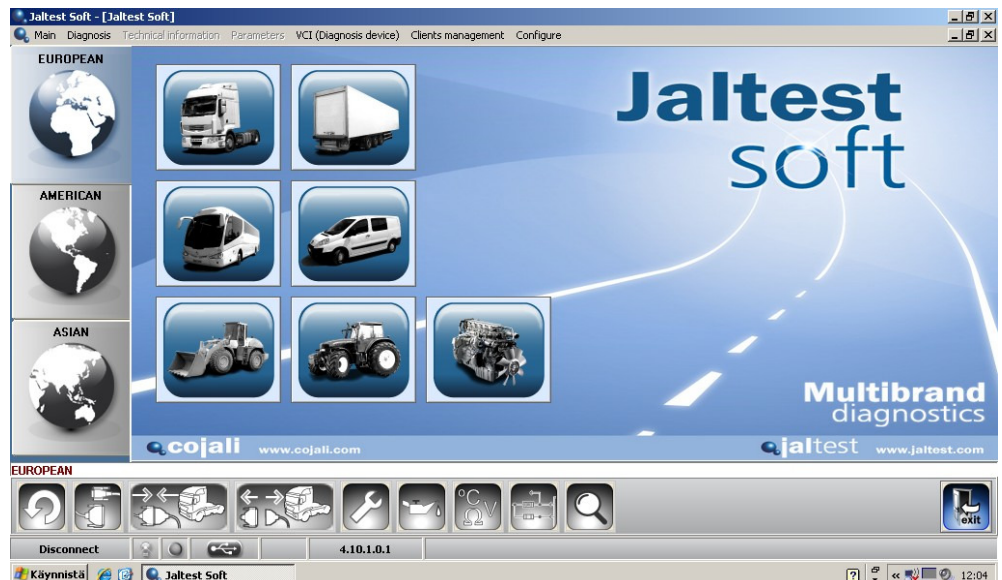 Jaltest Soft - [Jaltest Soft]
Main Diagnosis Technical information Parameters VCI (Diagnosis device) Clients management Configure
EUROPEAN
AMERICAN
ASIAN
Jaltest
soft
Multibrand
diagnostics
cojali www.cojali.com
jaltest www.jaltest.com
EUROPEAN
°C V Ω
exit
Disconnect 4.10.1.0.1
Käynnistä Jaltest Soft ? « 12:04